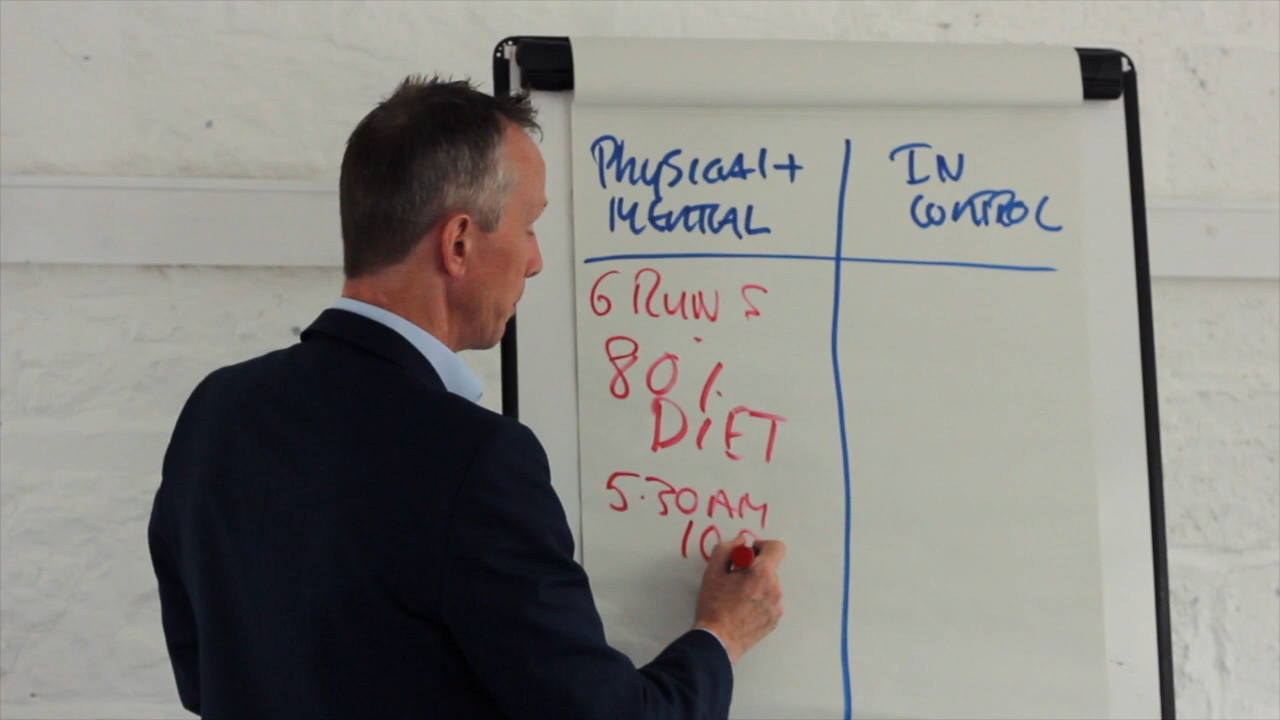 PhySICAl +
MENTAL
IN
CONTROL
6 RUNS
80%
DIET
5.30AM